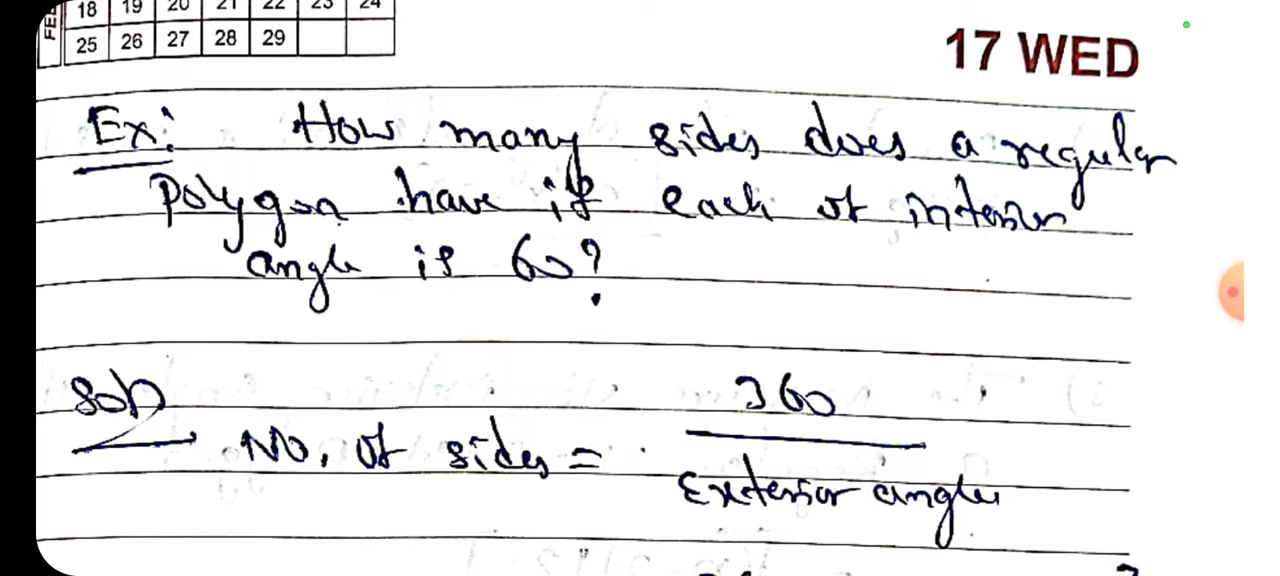 18 19 20 21 22 23 24
25 26 27 28 29
17 WED
Ex: How many sides does a regular
polygon have if each of interior
angle is 60?
Soln
No. of sides = 360
Exterior angle